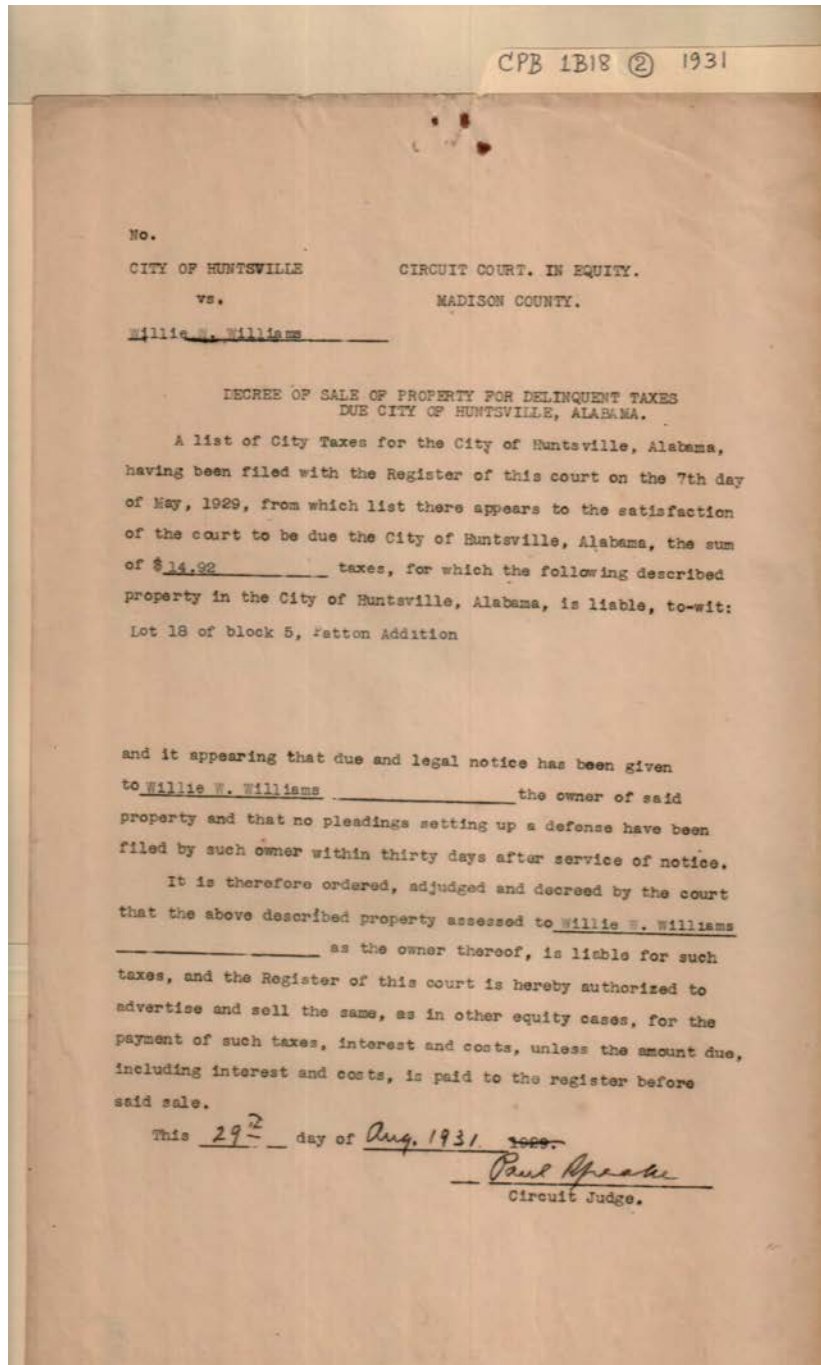 CPB 1B18 ② 1931
No.
CITY OF HUNTSVILLE CIRCUIT COURT. IN EQUITY.
vs. MADISON COUNTY.
Willie W. Williams
DECREE OF SALE OF PROPERTY FOR DELINQUENT TAXES
DUE CITY OF HUNTSVILLE, ALABAMA.
A list of City Taxes for the City of Huntsville, Alabama,
having been filed with the Register of this court on the 7th day
of May, 1929, from which list there appears to the satisfaction
of the court to be due the City of Huntsville, Alabama, the sum
of $ 14.92 taxes, for which the following described
property in the City of Huntsville, Alabama, is liable, to-wit:
Lot 18 of block 5, Patton Addition
and it appearing that due and legal notice has been given
to Willie W. Williams the owner of said
property and that no pleadings setting up a defense have been
filed by such owner within thirty days after service of notice.
It is therefore ordered, adjudged and decreed by the court
that the above described property assessed to Willie W. Williams
as the owner thereof, is liable for such
taxes, and the Register of this court is hereby authorized to
advertise and sell the same, as in other equity cases, for the
payment of such taxes, interest and costs, unless the amount due,
including interest and costs, is paid to the register before
said sale.
This 29th day of Aug. 1931 1929.
Paul Speake
Circuit Judge.